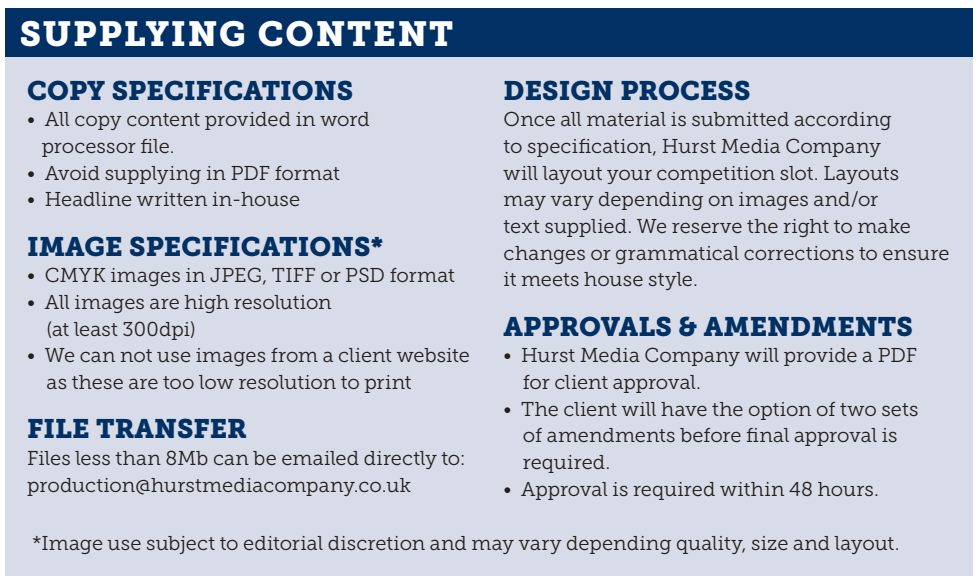 SUPPLYING CONTENT
COPY SPECIFICATIONS
• All copy content provided in word
processor file.
• Avoid supplying in PDF format
• Headline written in-house
IMAGE SPECIFICATIONS*
• CMYK images in JPEG, TIFF or PSD format
• All images are high resolution
(at least 300dpi)
• We can not use images from a client website
as these are too low resolution to print
FILE TRANSFER
Files less than 8Mb can be emailed directly to:
production@hurstmediacompany.co.uk
DESIGN PROCESS
Once all material is submitted according
to specification, Hurst Media Company
will layout your competition slot. Layouts
may vary depending on images and/or
text supplied. We reserve the right to make
changes or grammatical corrections to ensure
it meets house style.
APPROVALS & AMENDMENTS
• Hurst Media Company will provide a PDF
for client approval.
• The client will have the option of two sets
of amendments before final approval is
required.
• Approval is required within 48 hours.
*Image use subject to editorial discretion and may vary depending quality, size and layout.